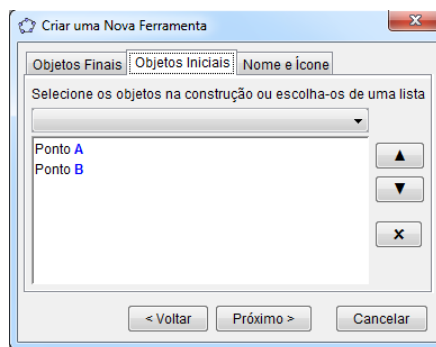 Criar uma Nova Ferramenta
Objetos Finais Objetos Iniciais Nome e Ícone
Selecione os objetos na construção ou escolha-os de uma lista
Ponto A
Ponto B
< Voltar Próximo > Cancelar